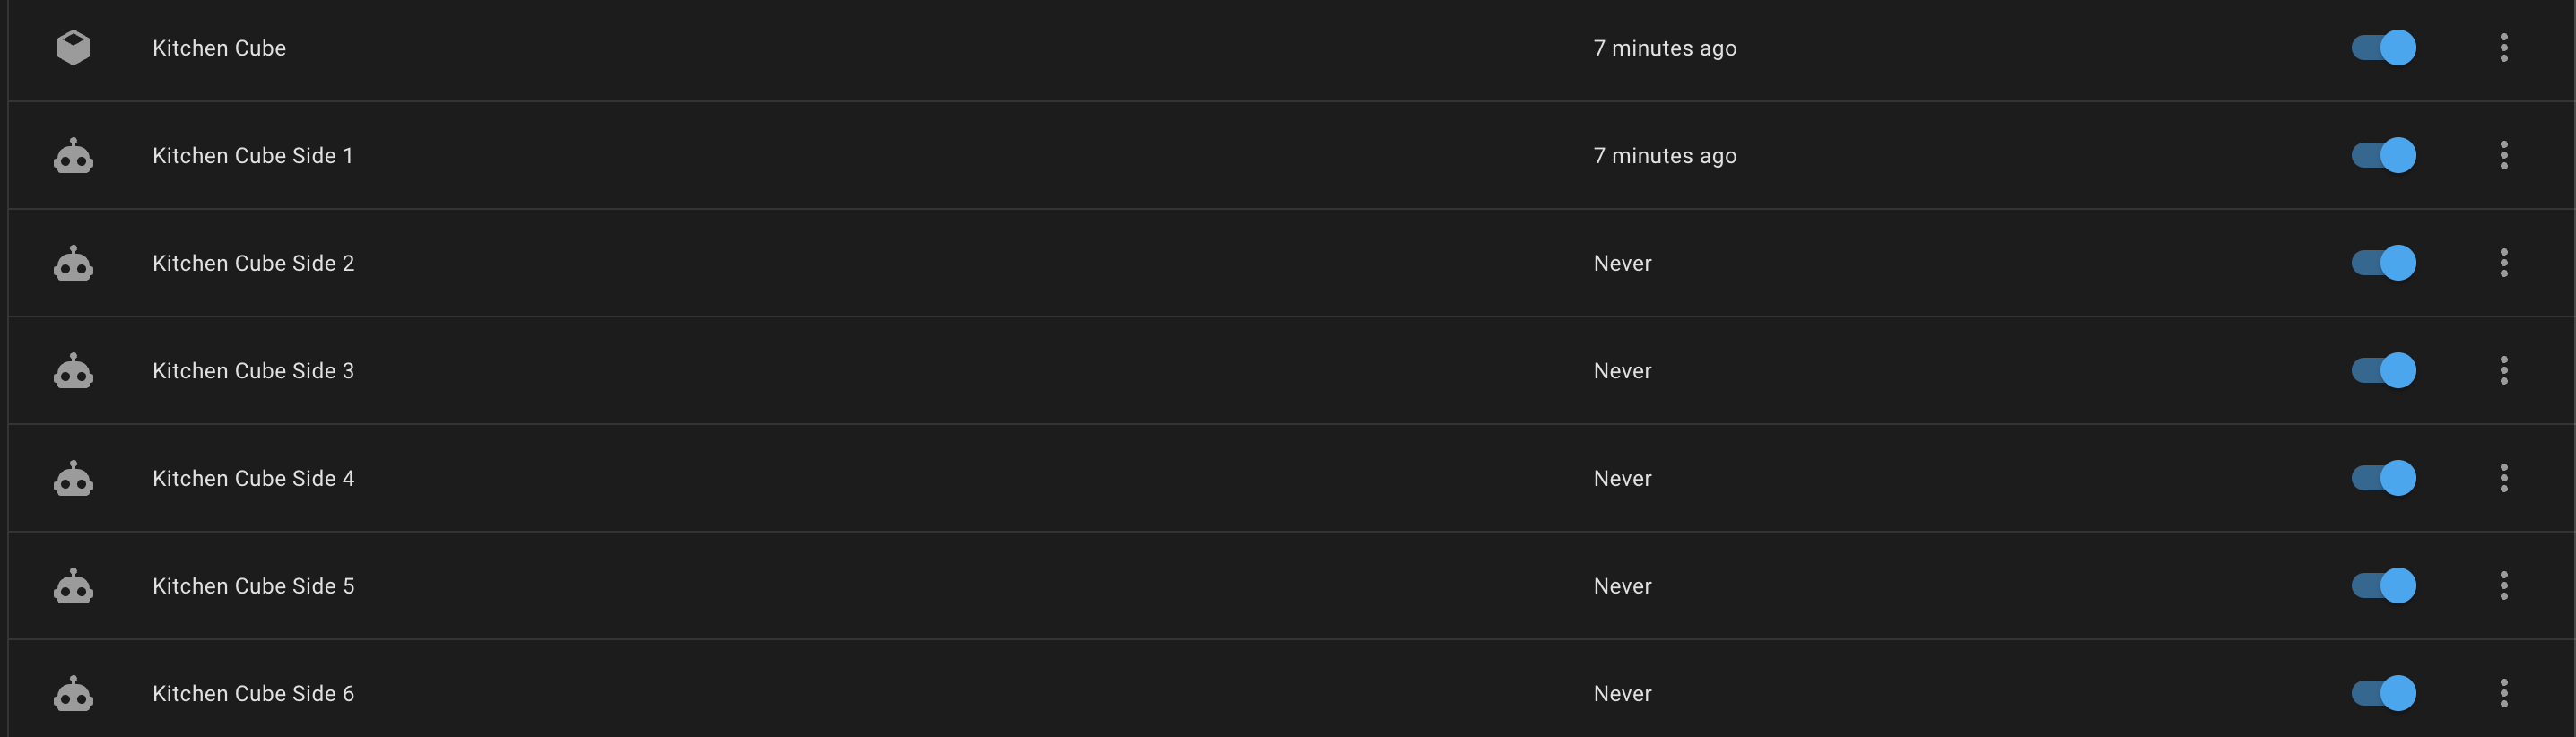 Kitchen Cube 7 minutes ago
Kitchen Cube Side 1 7 minutes ago
Kitchen Cube Side 2 Never
Kitchen Cube Side 3 Never
Kitchen Cube Side 4 Never
Kitchen Cube Side 5 Never
Kitchen Cube Side 6 Never